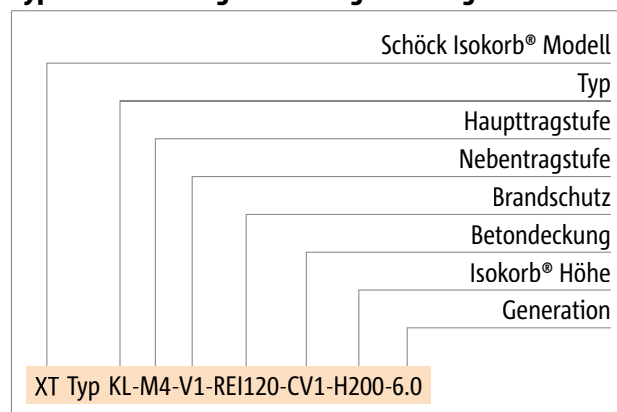 Schöck Isokorb® Modell
Typ
Haupttragstufe
Nebentragstufe
Brandschutz
Betondeckung
Isokorb® Höhe
Generation
XT Typ KL-M4-V1-REI120-CV1-H200-6.0